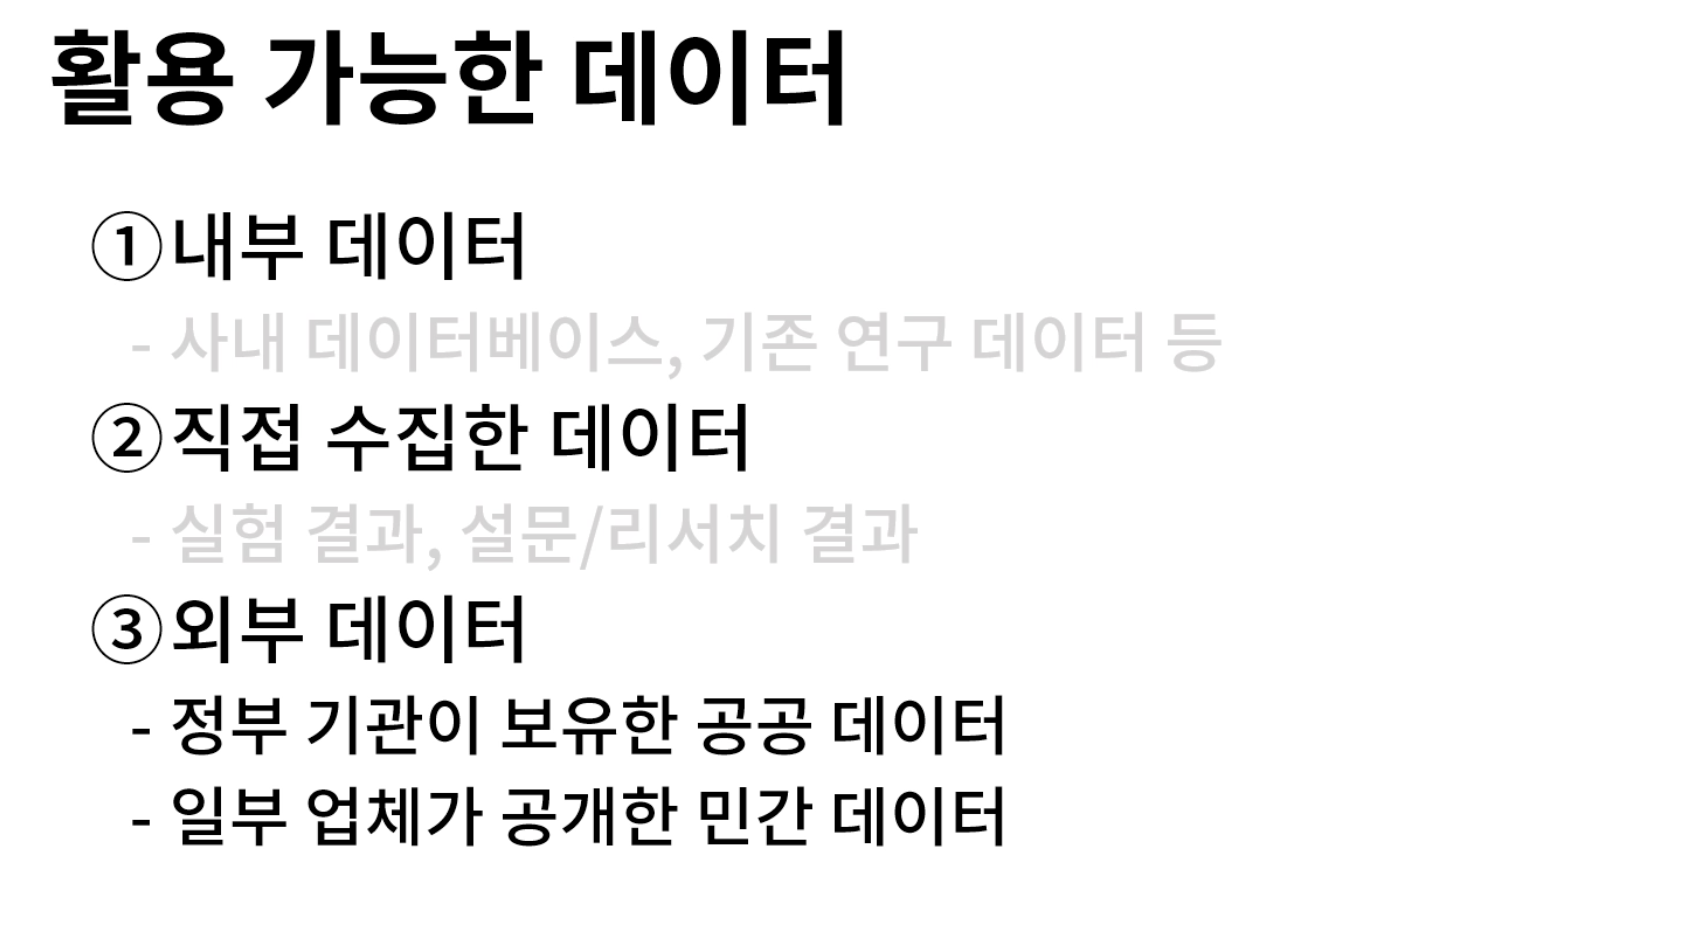 활용 가능한 데이터
①내부 데이터
- 사내 데이터베이스, 기존 연구 데이터 등
②직접 수집한 데이터
- 실험 결과, 설문/리서치 결과
③외부 데이터
- 정부 기관이 보유한 공공 데이터
- 일부 업체가 공개한 민간 데이터